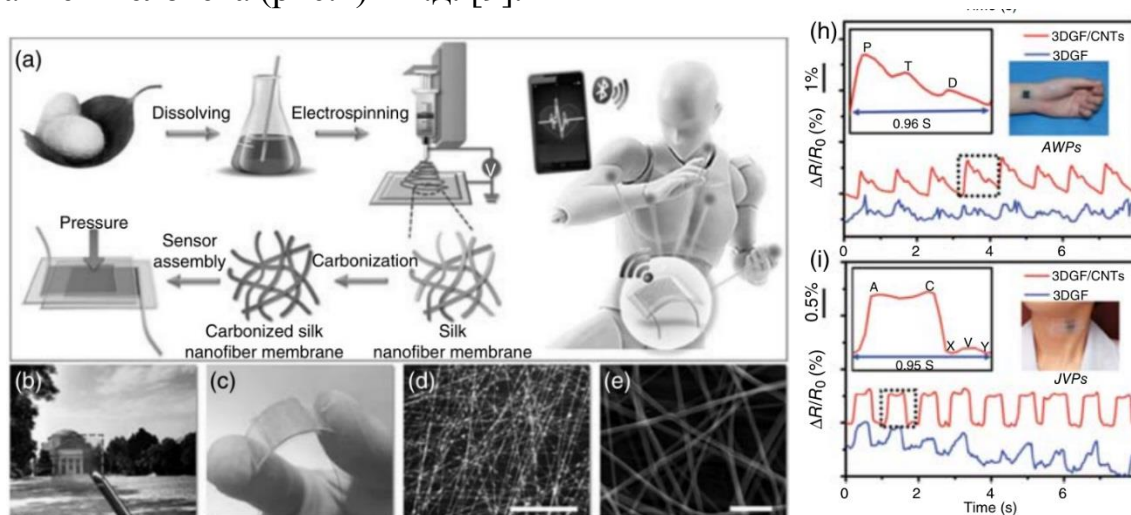 (a)
Dissolving
Electrospinning
V
Pressure
Sensor
assembly
Carbonization
Carbonized silk
nanofiber membrane
Silk
nanofiber membrane
(b)
(c)
(d)
(e)
(h)
3DGF/CNTs
3DGF
1%
P
T
D
0.96 S
AWPs
ΔR/R0 (%)
0 2 4 6
Time (s)
(i)
3DGF/CNTs
3DGF
0.5%
A
C
X
V
Y
0.95 S
JVPs
ΔR/R0 (%)
0 2 4 6
Time (s)